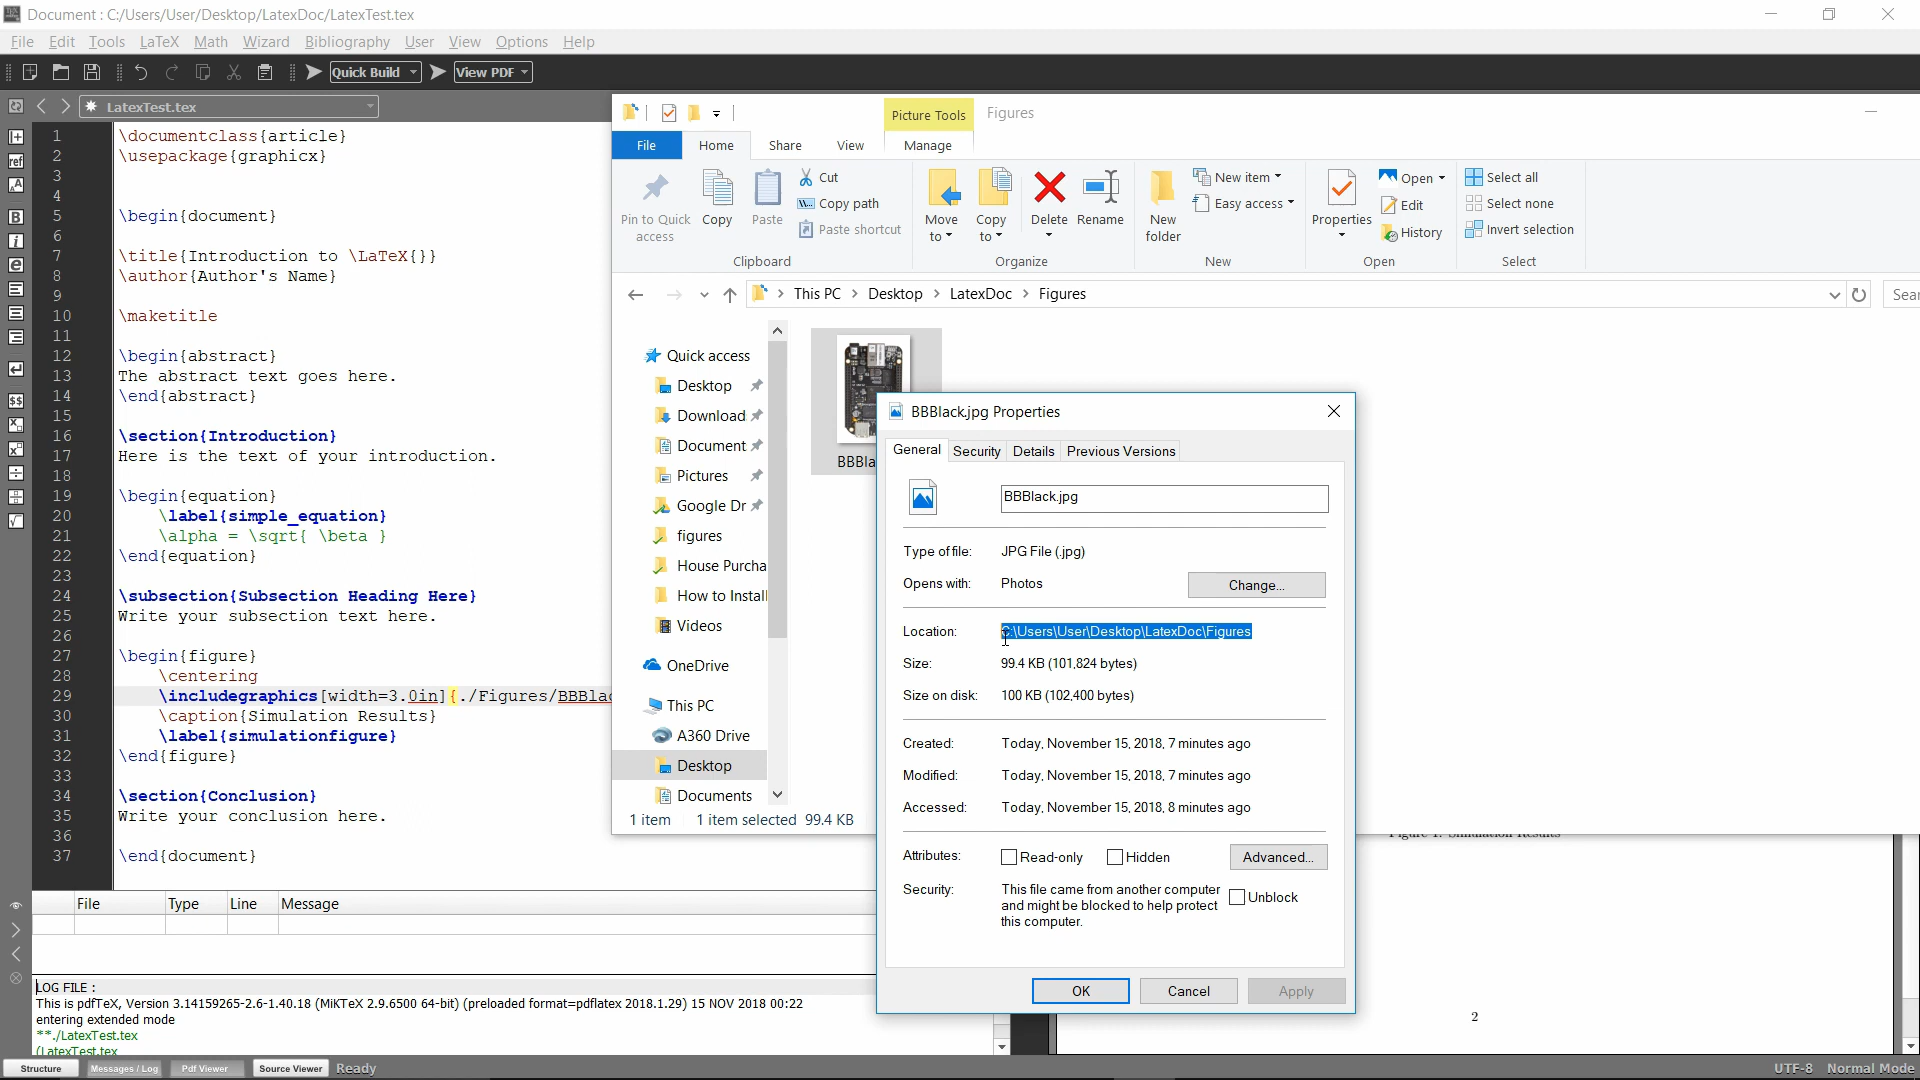 Document : C:/Users/User/Desktop/LatexDoc/LatexTest.tex
File Edit Tools LaTeX Math Wizard Bibliography User View Options Help
Quick Build View PDF
LatexTest.tex
1 \documentclass{article}
2 \usepackage{graphicx}
3
4
5 \begin{document}
6
7 \title{Introduction to \LaTeX{}}
8 \author{Author's Name}
9
10 \maketitle
11
12 \begin{abstract}
13 The abstract text goes here.
14 \end{abstract}
15
16 \section{Introduction}
17 Here is the text of your introduction.
18
19 \begin{equation}
20 \label{simple_equation}
21 \alpha = \sqrt{ \beta }
22 \end{equation}
23
24 \subsection{Subsection Heading Here}
25 Write your subsection text here.
26
27 \begin{figure}
28 \centering
29 \includegraphics[width=3.0in]{./Figures/BBBlac
30 \caption{Simulation Results}
31 \label{simulationfigure}
32 \end{figure}
33
34 \section{Conclusion}
35 Write your conclusion here.
36
37 \end{document}
File Type Line Message
LOG FILE :
This is pdfTeX, Version 3.14159265-2.6-1.40.18 (MiKTeX 2.9.6500 64-bit) (preloaded format=pdflatex 2018.1.29) 15 NOV 2018 00:22
entering extended mode
**./LatexTest.tex
(LatexTest.tex
Structure Messages / Log Pdf Viewer Source Viewer Ready
UTF-8 Normal Mode
Picture Tools Figures
File Home Share View Manage
Pin to Quick access
Copy
Paste
Cut
Copy path
Paste shortcut
Clipboard
Move to
Copy to
Delete
Rename
Organize
New folder
New item
Easy access
New
Properties
Open
Edit
History
Open
Select all
Select none
Invert selection
Select
This PC > Desktop > LatexDoc > Figures
Sear
Quick access
Desktop
Download
Document
Pictures
Google Dr
figures
House Purcha
How to Instal
Videos
OneDrive
This PC
A360 Drive
Desktop
Documents
1 item 1 item selected 99.4 KB
BBBla
BBBlack.jpg Properties
General Security Details Previous Versions
BBBlack.jpg
Type of file: JPG File (.jpg)
Opens with: Photos Change...
Location: C:\Users\User\Desktop\LatexDoc\Figures
Size: 99.4 KB (101,824 bytes)
Size on disk: 100 KB (102,400 bytes)
Created: Today, November 15, 2018, 7 minutes ago
Modified: Today, November 15, 2018, 7 minutes ago
Accessed: Today, November 15, 2018, 8 minutes ago
Attributes: Read-only Hidden Advanced...
Security: This file came from another computer
and might be blocked to help protect
this computer.
Unblock
OK Cancel Apply
Figure 1: Simulation Results
2